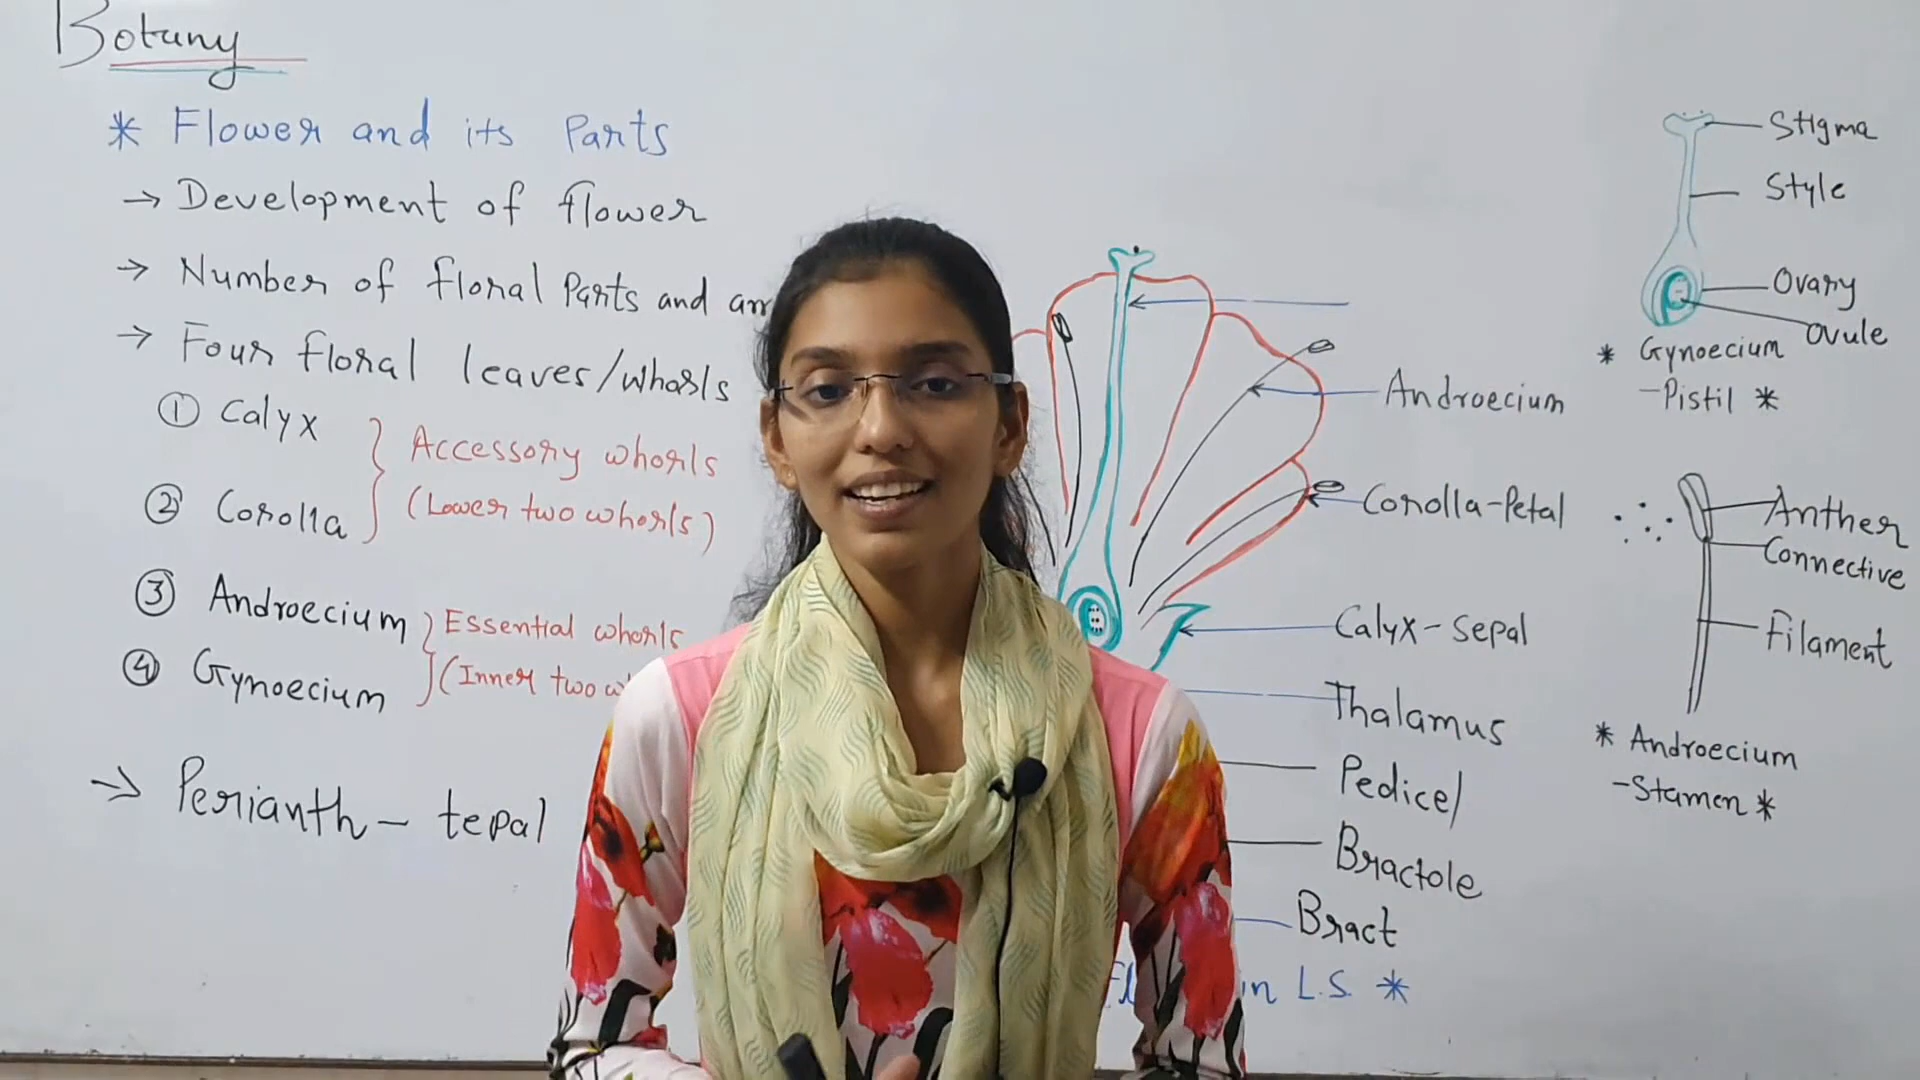 Botany
* Flower and its Parts
→ Development of flower
→ Number of floral Parts and
→ Four floral leaves/whorls
① Calyx
② Corolla
Accessory whorls
(Lower two whorls)
③ Androecium
④ Gynoecium
Essential whorls
(Inner two
→ Perianth - tepal
Androecium
Corolla-Petal
Calyx-sepal
Thalamus
Pedicel
Bractole
Bract
in L.S. *
Stigma
Style
Ovary
Ovule
* Gynoecium
-Pistil *
Anther
Connective
Filament
* Androecium
-Stamen *